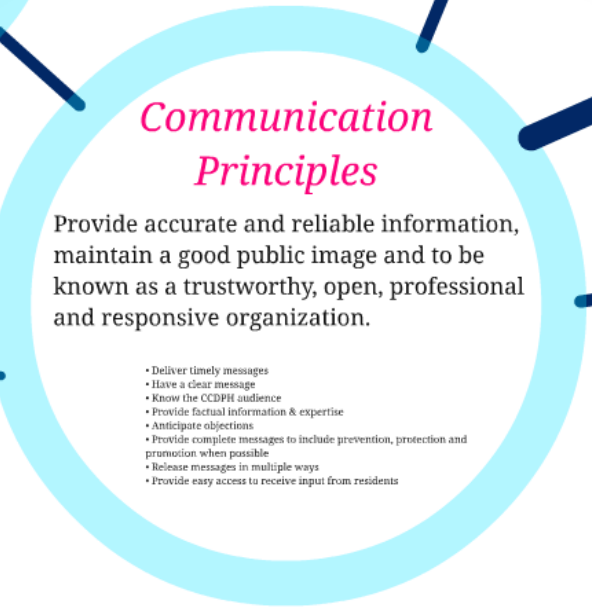 Communication
Principles
Provide accurate and reliable information,
maintain a good public image and to be
known as a trustworthy, open, professional
and responsive organization.
• Deliver timely messages
• Have a clear message
• Know the CCDPH audience
• Provide factual information & expertise
• Anticipate objections
• Provide complete messages to include prevention, protection and
promotion when possible
• Release messages in multiple ways
• Provide easy access to receive input from residents